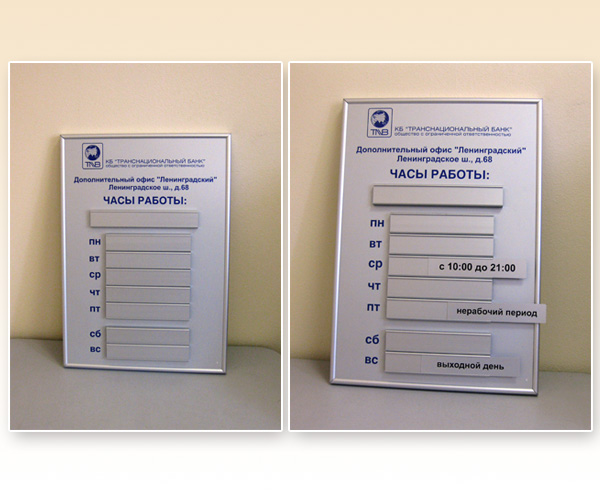 ТNВ
КБ "ТРАНСНАЦИОНАЛЬНЫЙ БАНК"
общество с ограниченной ответственностью
Дополнительный офис "Ленинградский"
Ленинградское ш., д.68
ЧАСЫ РАБОТЫ:
пн
вт
ср
чт
пт
сб
вс
ТNВ
КБ "ТРАНСНАЦИОНАЛЬНЫЙ БАНК"
общество с ограниченной ответственностью
Дополнительный офис "Ленинградский"
Ленинградское ш., д.68
ЧАСЫ РАБОТЫ:
пн
вт
ср с 10:00 до 21:00
чт
пт нерабочий период
сб
вс выходной день